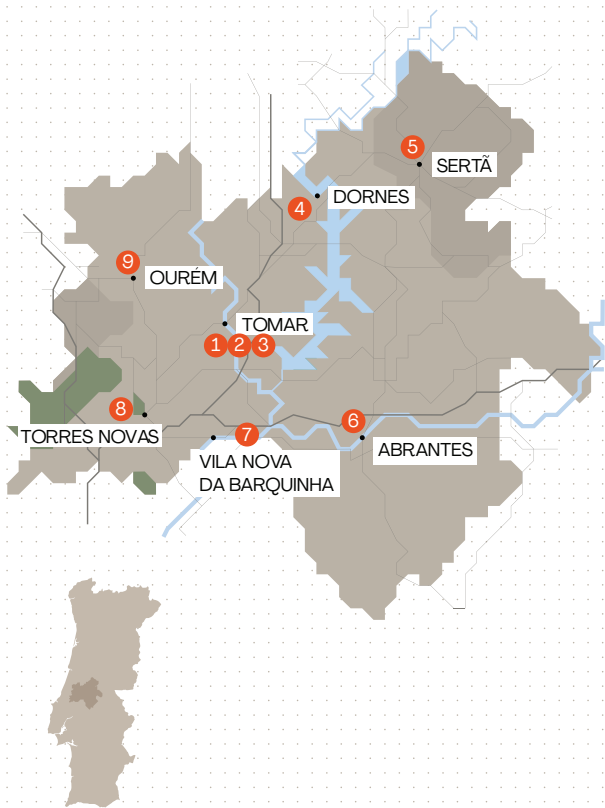 5
SERTÃ
DORNES
4
9
OURÉM
TOMAR
1 2 3
8
TORRES NOVAS
7
6
ABRANTES
VILA NOVA
DA BARQUINHA